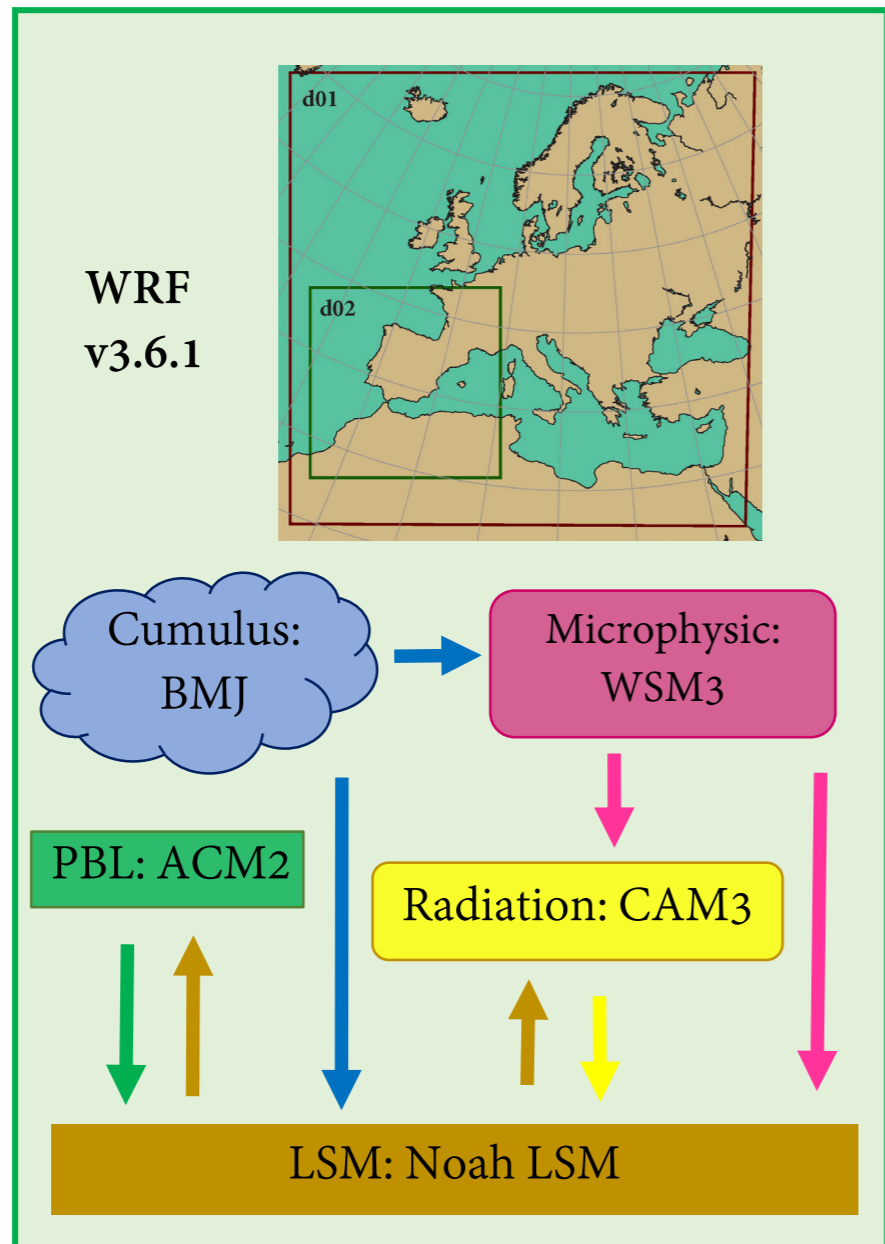 d01
WRF
v3.6.1
d02
Cumulus:
BMJ
Microphysic:
WSM3
PBL: ACM2
Radiation: CAM3
LSM: Noah LSM